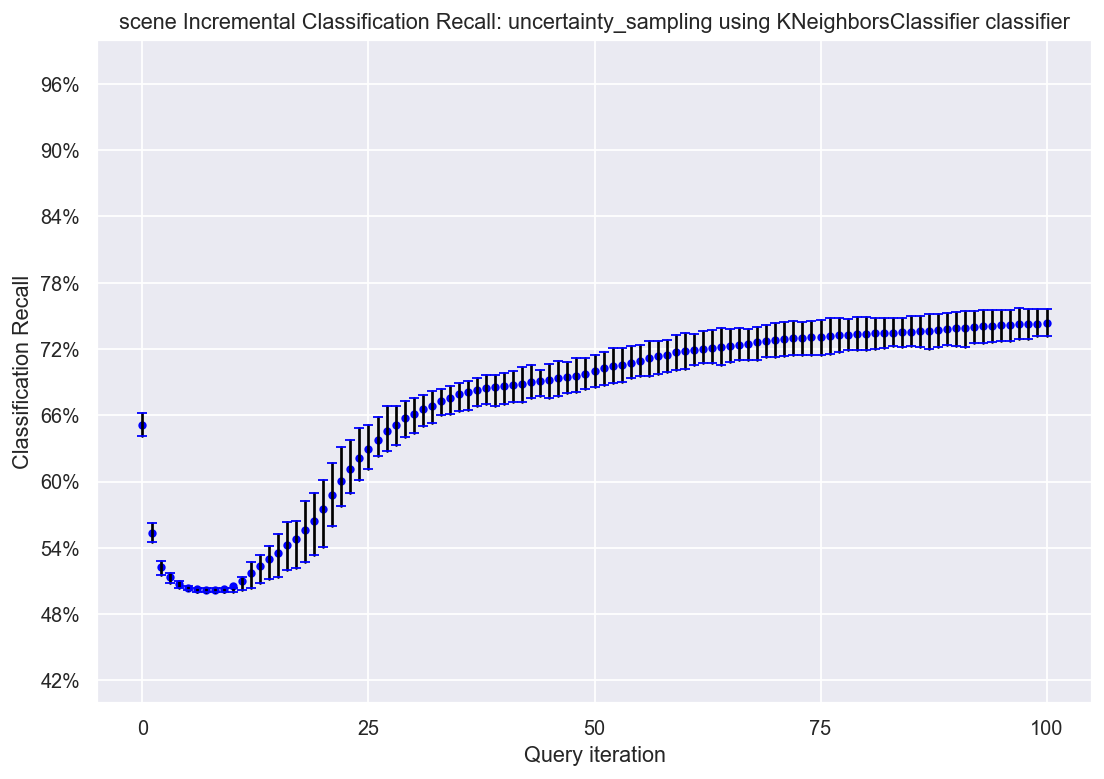 scene Incremental Classification Recall: uncertainty_sampling using KNeighborsClassifier classifier
96%
90%
84%
78%
72%
66%
60%
54%
48%
42%
Classification Recall
0 25 50 75 100
Query iteration